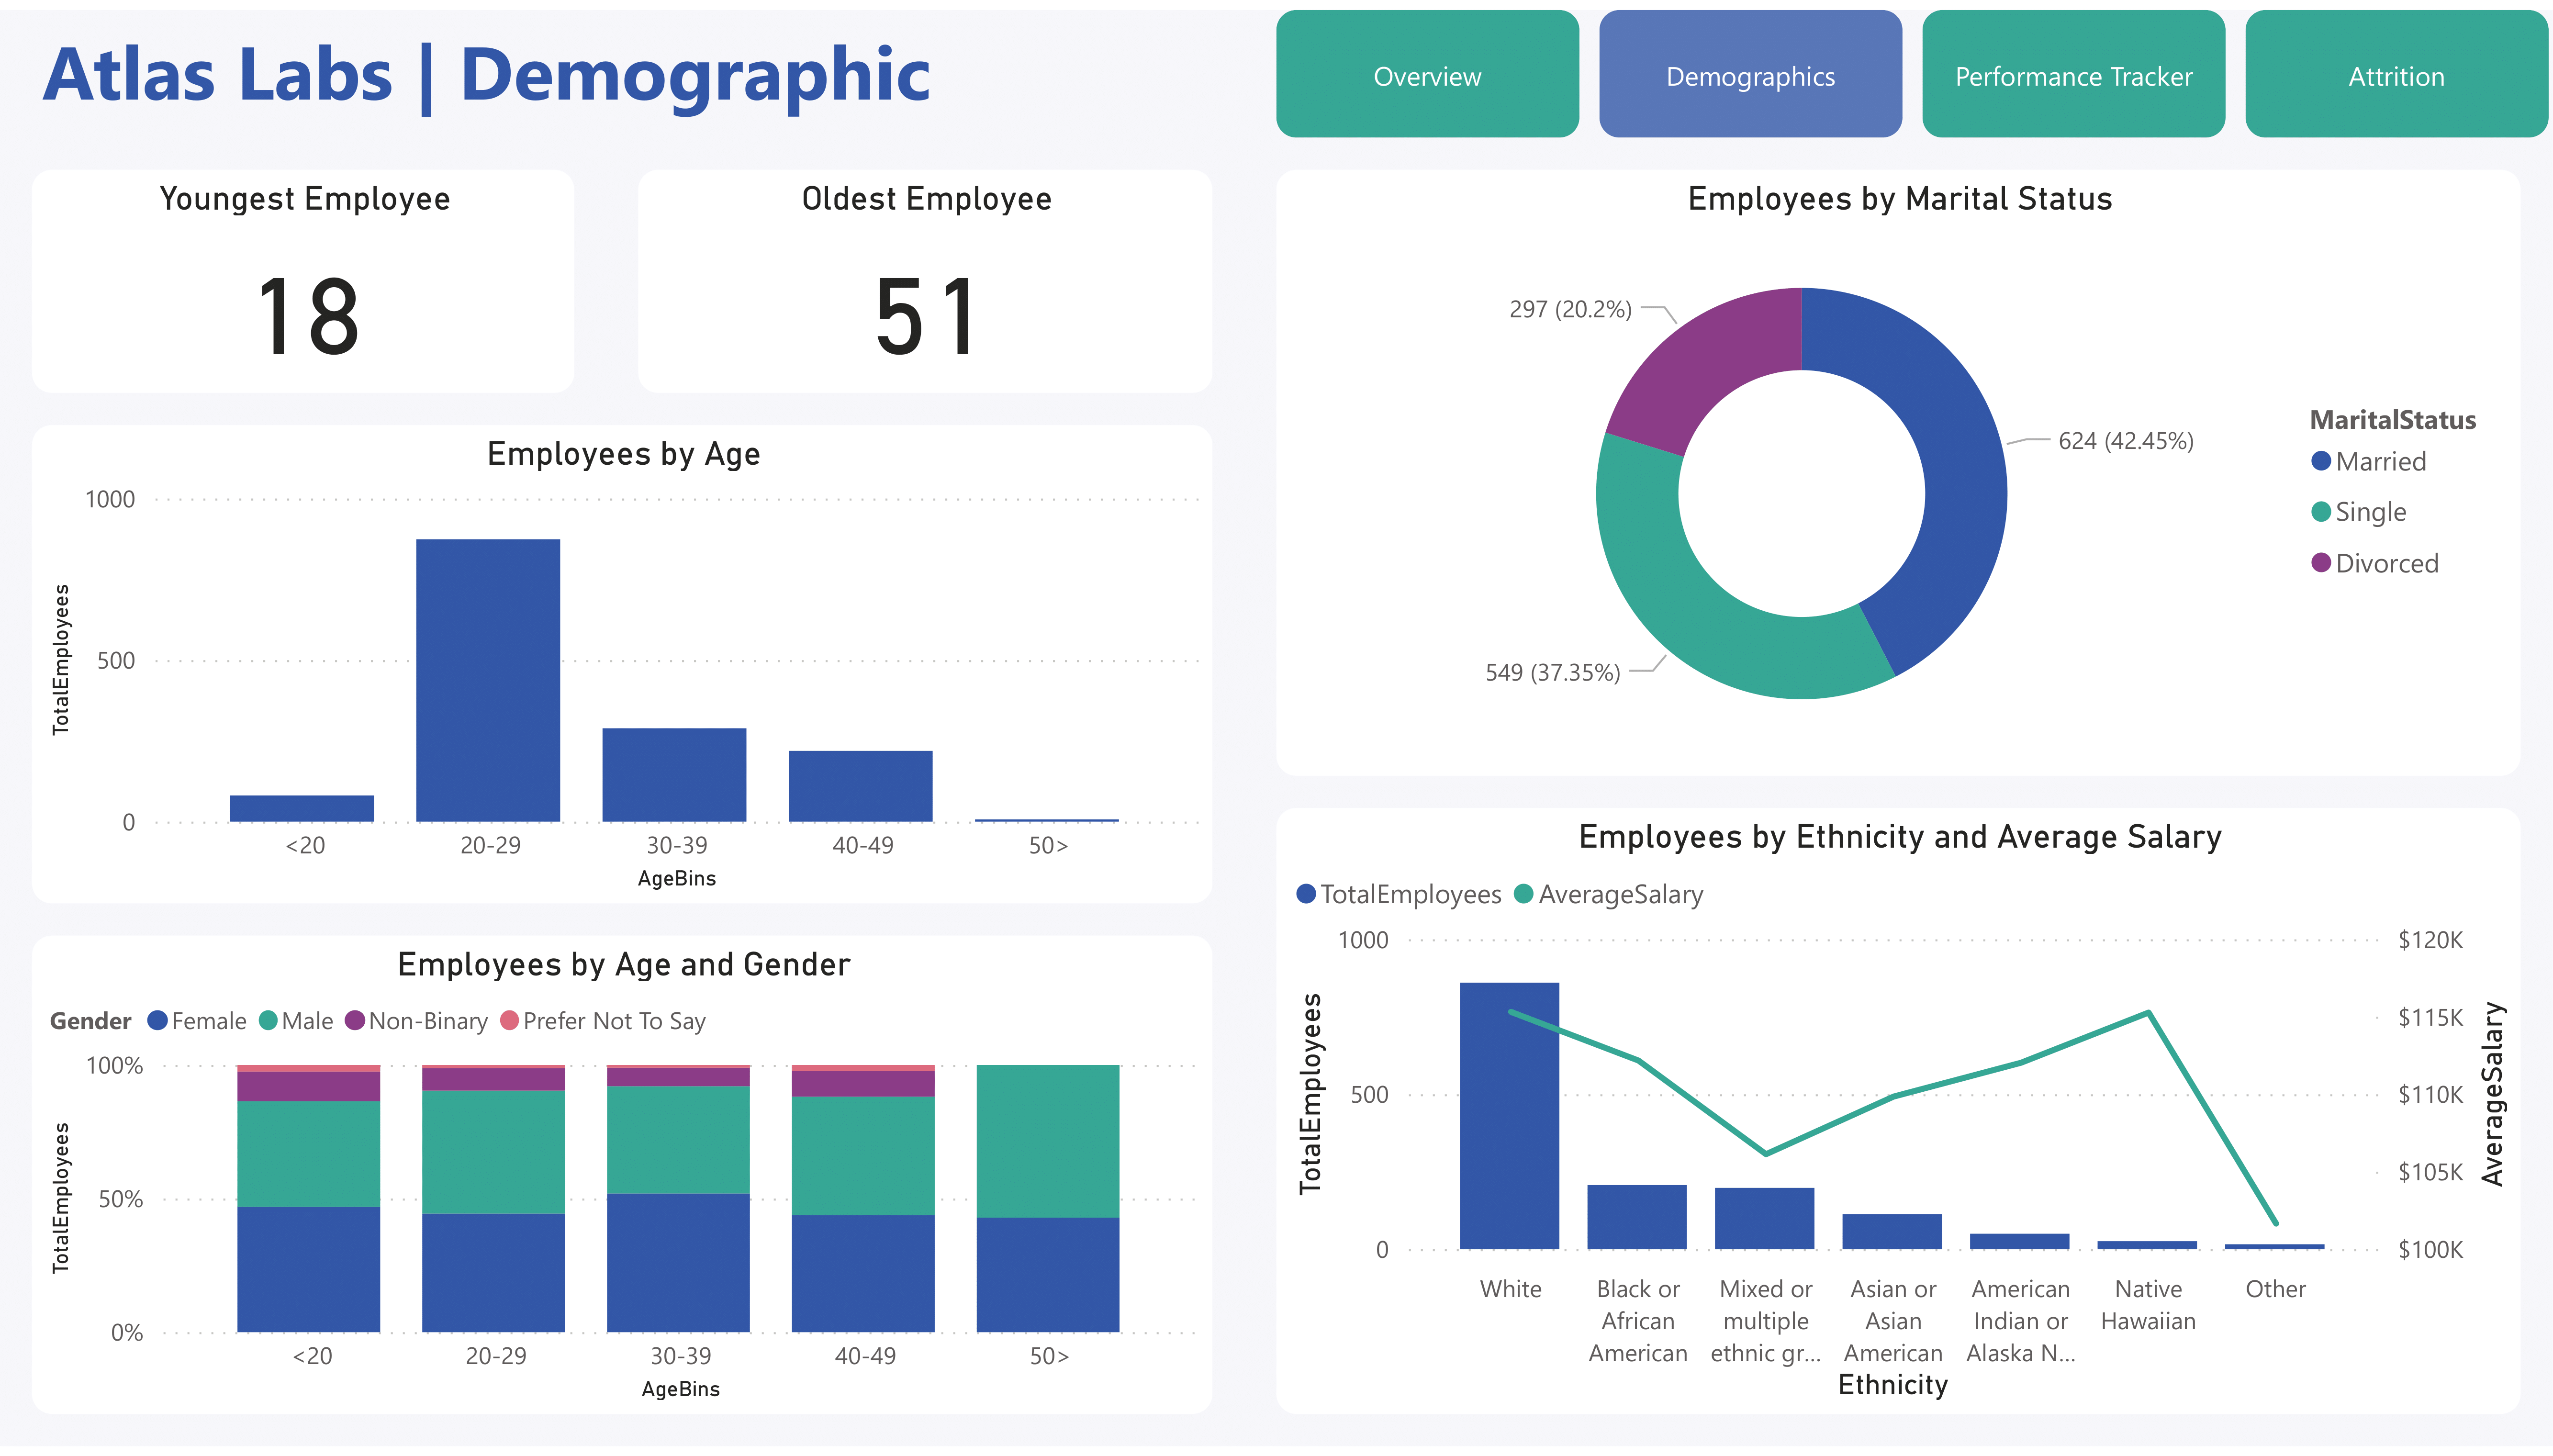 Atlas Labs | Demographic
Overview
Demographics
Performance Tracker
Attrition
Youngest Employee
18
Oldest Employee
51
Employees by Age
TotalEmployees
1000
500
0
<20
20-29
30-39
40-49
50>
AgeBins
Employees by Age and Gender
Gender
Female
Male
Non-Binary
Prefer Not To Say
TotalEmployees
100%
50%
0%
<20
20-29
30-39
40-49
50>
AgeBins
Employees by Marital Status
297 (20.2%)
624 (42.45%)
549 (37.35%)
MaritalStatus
Married
Single
Divorced
Employees by Ethnicity and Average Salary
TotalEmployees
AverageSalary
TotalEmployees
1000
500
0
$120K
$115K
$110K
$105K
$100K
AverageSalary
White
Black or
African
American
Mixed or
multiple
ethnic gr...
Asian or
Asian
American
American
Indian or
Alaska N...
Native
Hawaiian
Other
Ethnicity